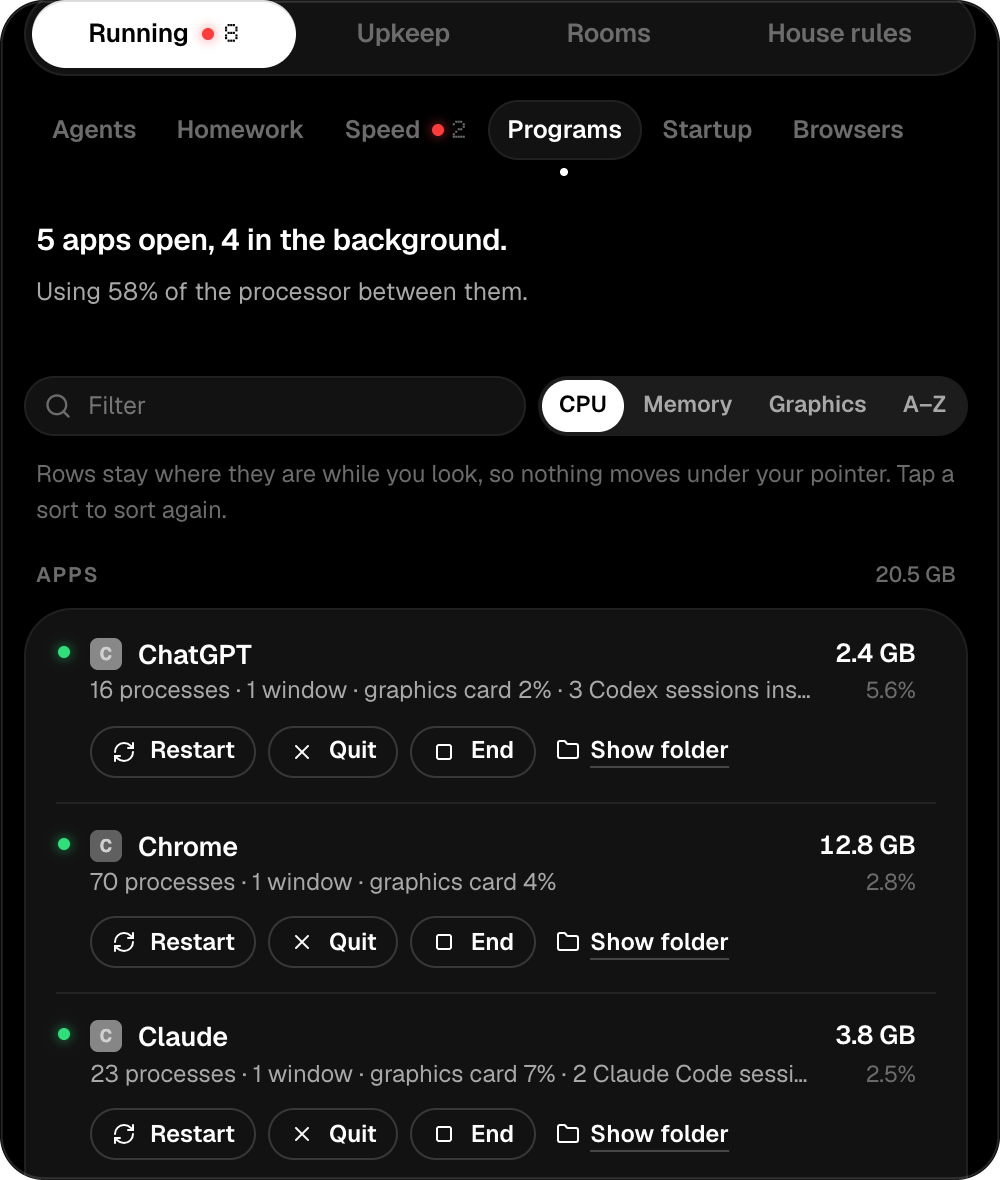 Running 8 Upkeep Rooms House rules
Agents Homework Speed 2 Programs Startup Browsers
5 apps open, 4 in the background.
Using 58% of the processor between them.
Filter CPU Memory Graphics A–Z
Rows stay where they are while you look, so nothing moves under your pointer. Tap a
sort to sort again.
APPS 20.5 GB
C ChatGPT 2.4 GB
16 processes · 1 window · graphics card 2% · 3 Codex sessions ins... 5.6%
Restart Quit End Show folder
C Chrome 12.8 GB
70 processes · 1 window · graphics card 4% 2.8%
Restart Quit End Show folder
C Claude 3.8 GB
23 processes · 1 window · graphics card 7% · 2 Claude Code sessi... 2.5%
Restart Quit End Show folder